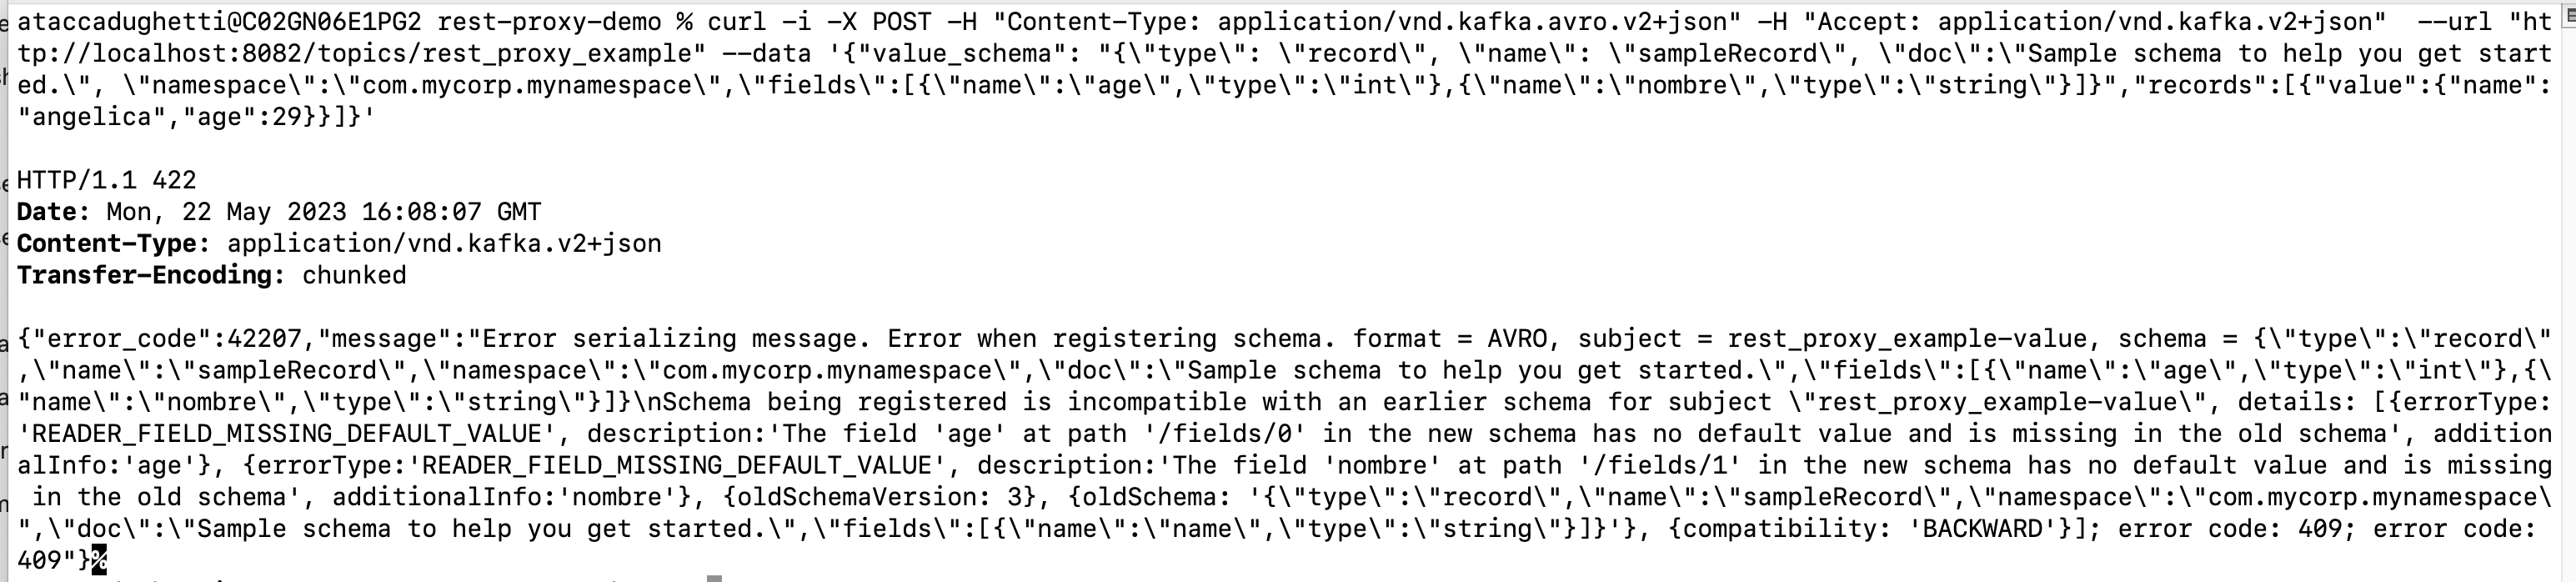 ataccadughetti@C02GN06E1PG2 rest-proxy-demo % curl -i -X POST -H "Content-Type: application/vnd.kafka.avro.v2+json" -H "Accept: application/vnd.kafka.v2+json"  --url "ht
tp://localhost:8082/topics/rest_proxy_example" --data '{"value_schema": "{\"type\": \"record\", \"name\": \"sampleRecord\", \"doc\":\"Sample schema to help you get start
ed.\", \"namespace\":\"com.mycorp.mynamespace\",\"fields\":[{\"name\":\"age\",\"type\":\"int\"},{\"name\":\"nombre\",\"type\":\"string\"}]}","records":[{"value":{"name":
"angelica","age":29}}]}'
HTTP/1.1 422
Date: Mon, 22 May 2023 16:08:07 GMT
Content-Type: application/vnd.kafka.v2+json
Transfer-Encoding: chunked
{"error_code":42207,"message":"Error serializing message. Error when registering schema. format = AVRO, subject = rest_proxy_example-value, schema = {\"type\":\"record\"
,\"name\":\"sampleRecord\",\"namespace\":\"com.mycorp.mynamespace\",\"doc\":\"Sample schema to help you get started.\",\"fields\":[{\"name\":\"age\",\"type\":\"int\"},{\
"name\":\"nombre\",\"type\":\"string\"}]}\nSchema being registered is incompatible with an earlier schema for subject \"rest_proxy_example-value\", details: [{errorType:
'READER_FIELD_MISSING_DEFAULT_VALUE', description:'The field 'age' at path '/fields/0' in the new schema has no default value and is missing in the old schema', addition
alInfo:'age'}, {errorType:'READER_FIELD_MISSING_DEFAULT_VALUE', description:'The field 'nombre' at path '/fields/1' in the new schema has no default value and is missing
 in the old schema', additionalInfo:'nombre'}, {oldSchemaVersion: 3}, {oldSchema: '{\"type\":\"record\",\"name\":\"sampleRecord\",\"namespace\":\"com.mycorp.mynamespace\
",\"doc\":\"Sample schema to help you get started.\",\"fields\":[{\"name\":\"name\",\"type\":\"string\"}]}'}, {compatibility: 'BACKWARD'}]; error code: 409; error code:
409"}%